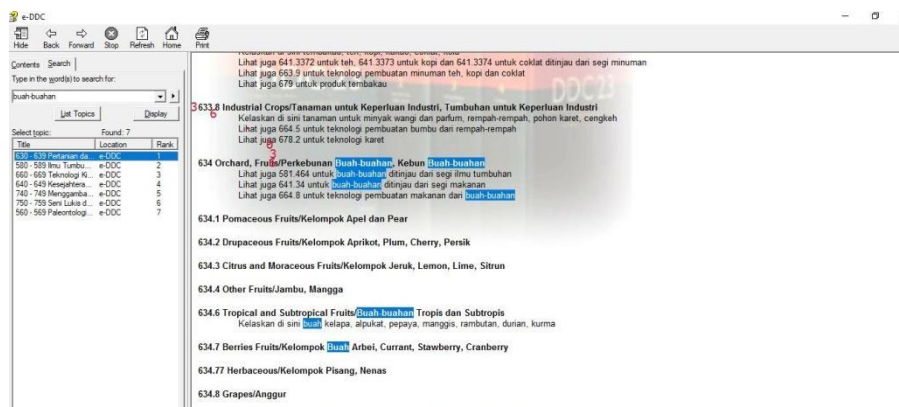 e-DDC
Hide Back Forward Stop Refresh Home Print
Contents Search
Type in the word(s) to search for:
buah-buahan
List Topics Display
Select topic: Found: 7
Title Location Rank
630 - 639 Pertanian da... e-DDC 1
580 - 589 Ilmu Tumbu... e-DDC 2
660 - 669 Teknologi Ki... e-DDC 3
640 - 649 Kesejahtera... e-DDC 4
740 - 749 Menggamba... e-DDC 5
750 - 759 Seni Lukis d... e-DDC 6
560 - 569 Paleontologi... e-DDC 7
DDC23
Kelaskan di sini tembakau, teh, kopi, kakau, coklat, kola
Lihat juga 641.3372 untuk teh, 641.3373 untuk kopi dan 641.3374 untuk coklat ditinjau dari segi minuman
Lihat juga 663.9 untuk teknologi pembuatan minuman teh, kopi dan coklat
Lihat juga 679 untuk produk tembakau
3
633.8 Industrial Crops/Tanaman untuk Keperluan Industri, Tumbuhan untuk Keperluan Industri
6
Kelaskan di sini tanaman untuk minyak wangi dan parfum, rempah-rempah, pohon karet, cengkeh
Lihat juga 664.5 untuk teknologi pembuatan bumbu dari rempah-rempah
Lihat juga 678.2 untuk teknologi karet
3
634 Orchard, Fruits/Perkebunan Buah-buahan, Kebun Buah-buahan
Lihat juga 581.464 untuk buah-buahan ditinjau dari segi ilmu tumbuhan
Lihat juga 641.34 untuk buah-buahan ditinjau dari segi makanan
Lihat juga 664.8 untuk teknologi pembuatan makanan dari buah-buahan
634.1 Pomaceous Fruits/Kelompok Apel dan Pear
634.2 Drupaceous Fruits/Kelompok Aprikot, Plum, Cherry, Persik
634.3 Citrus and Moraceous Fruits/Kelompok Jeruk, Lemon, Lime, Sitrun
634.4 Other Fruits/Jambu, Mangga
634.6 Tropical and Subtropical Fruits/Buah-buahan Tropis dan Subtropis
Kelaskan di sini buah kelapa, alpukat, pepaya, manggis, rambutan, durian, kurma
634.7 Berries Fruits/Kelompok Buah Arbei, Currant, Stawberry, Cranberry
634.77 Herbaceous/Kelompok Pisang, Nenas
634.8 Grapes/Anggur